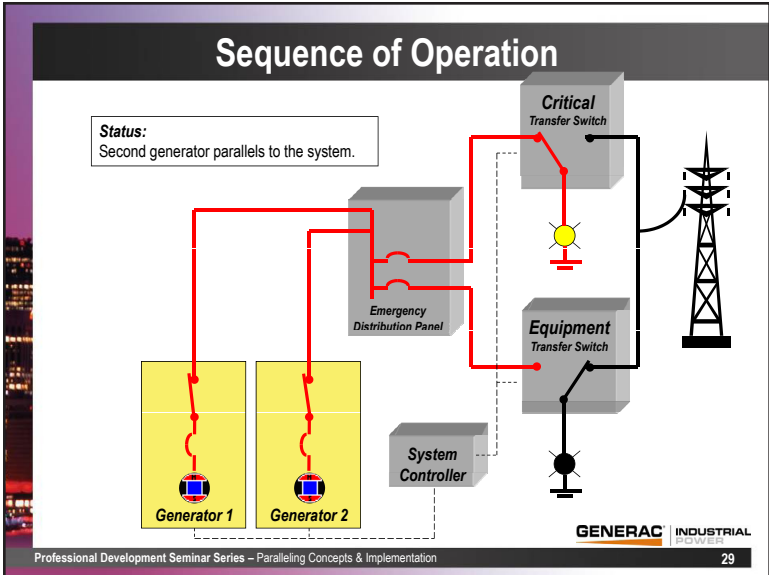 Sequence of Operation
Status:
Second generator parallels to the system.
Critical
Transfer Switch
Emergency
Distribution Panel
Equipment
Transfer Switch
System
Controller
Generator 1
Generator 2
GENERAC INDUSTRIAL
POWER
Professional Development Seminar Series – Paralleling Concepts & Implementation
29